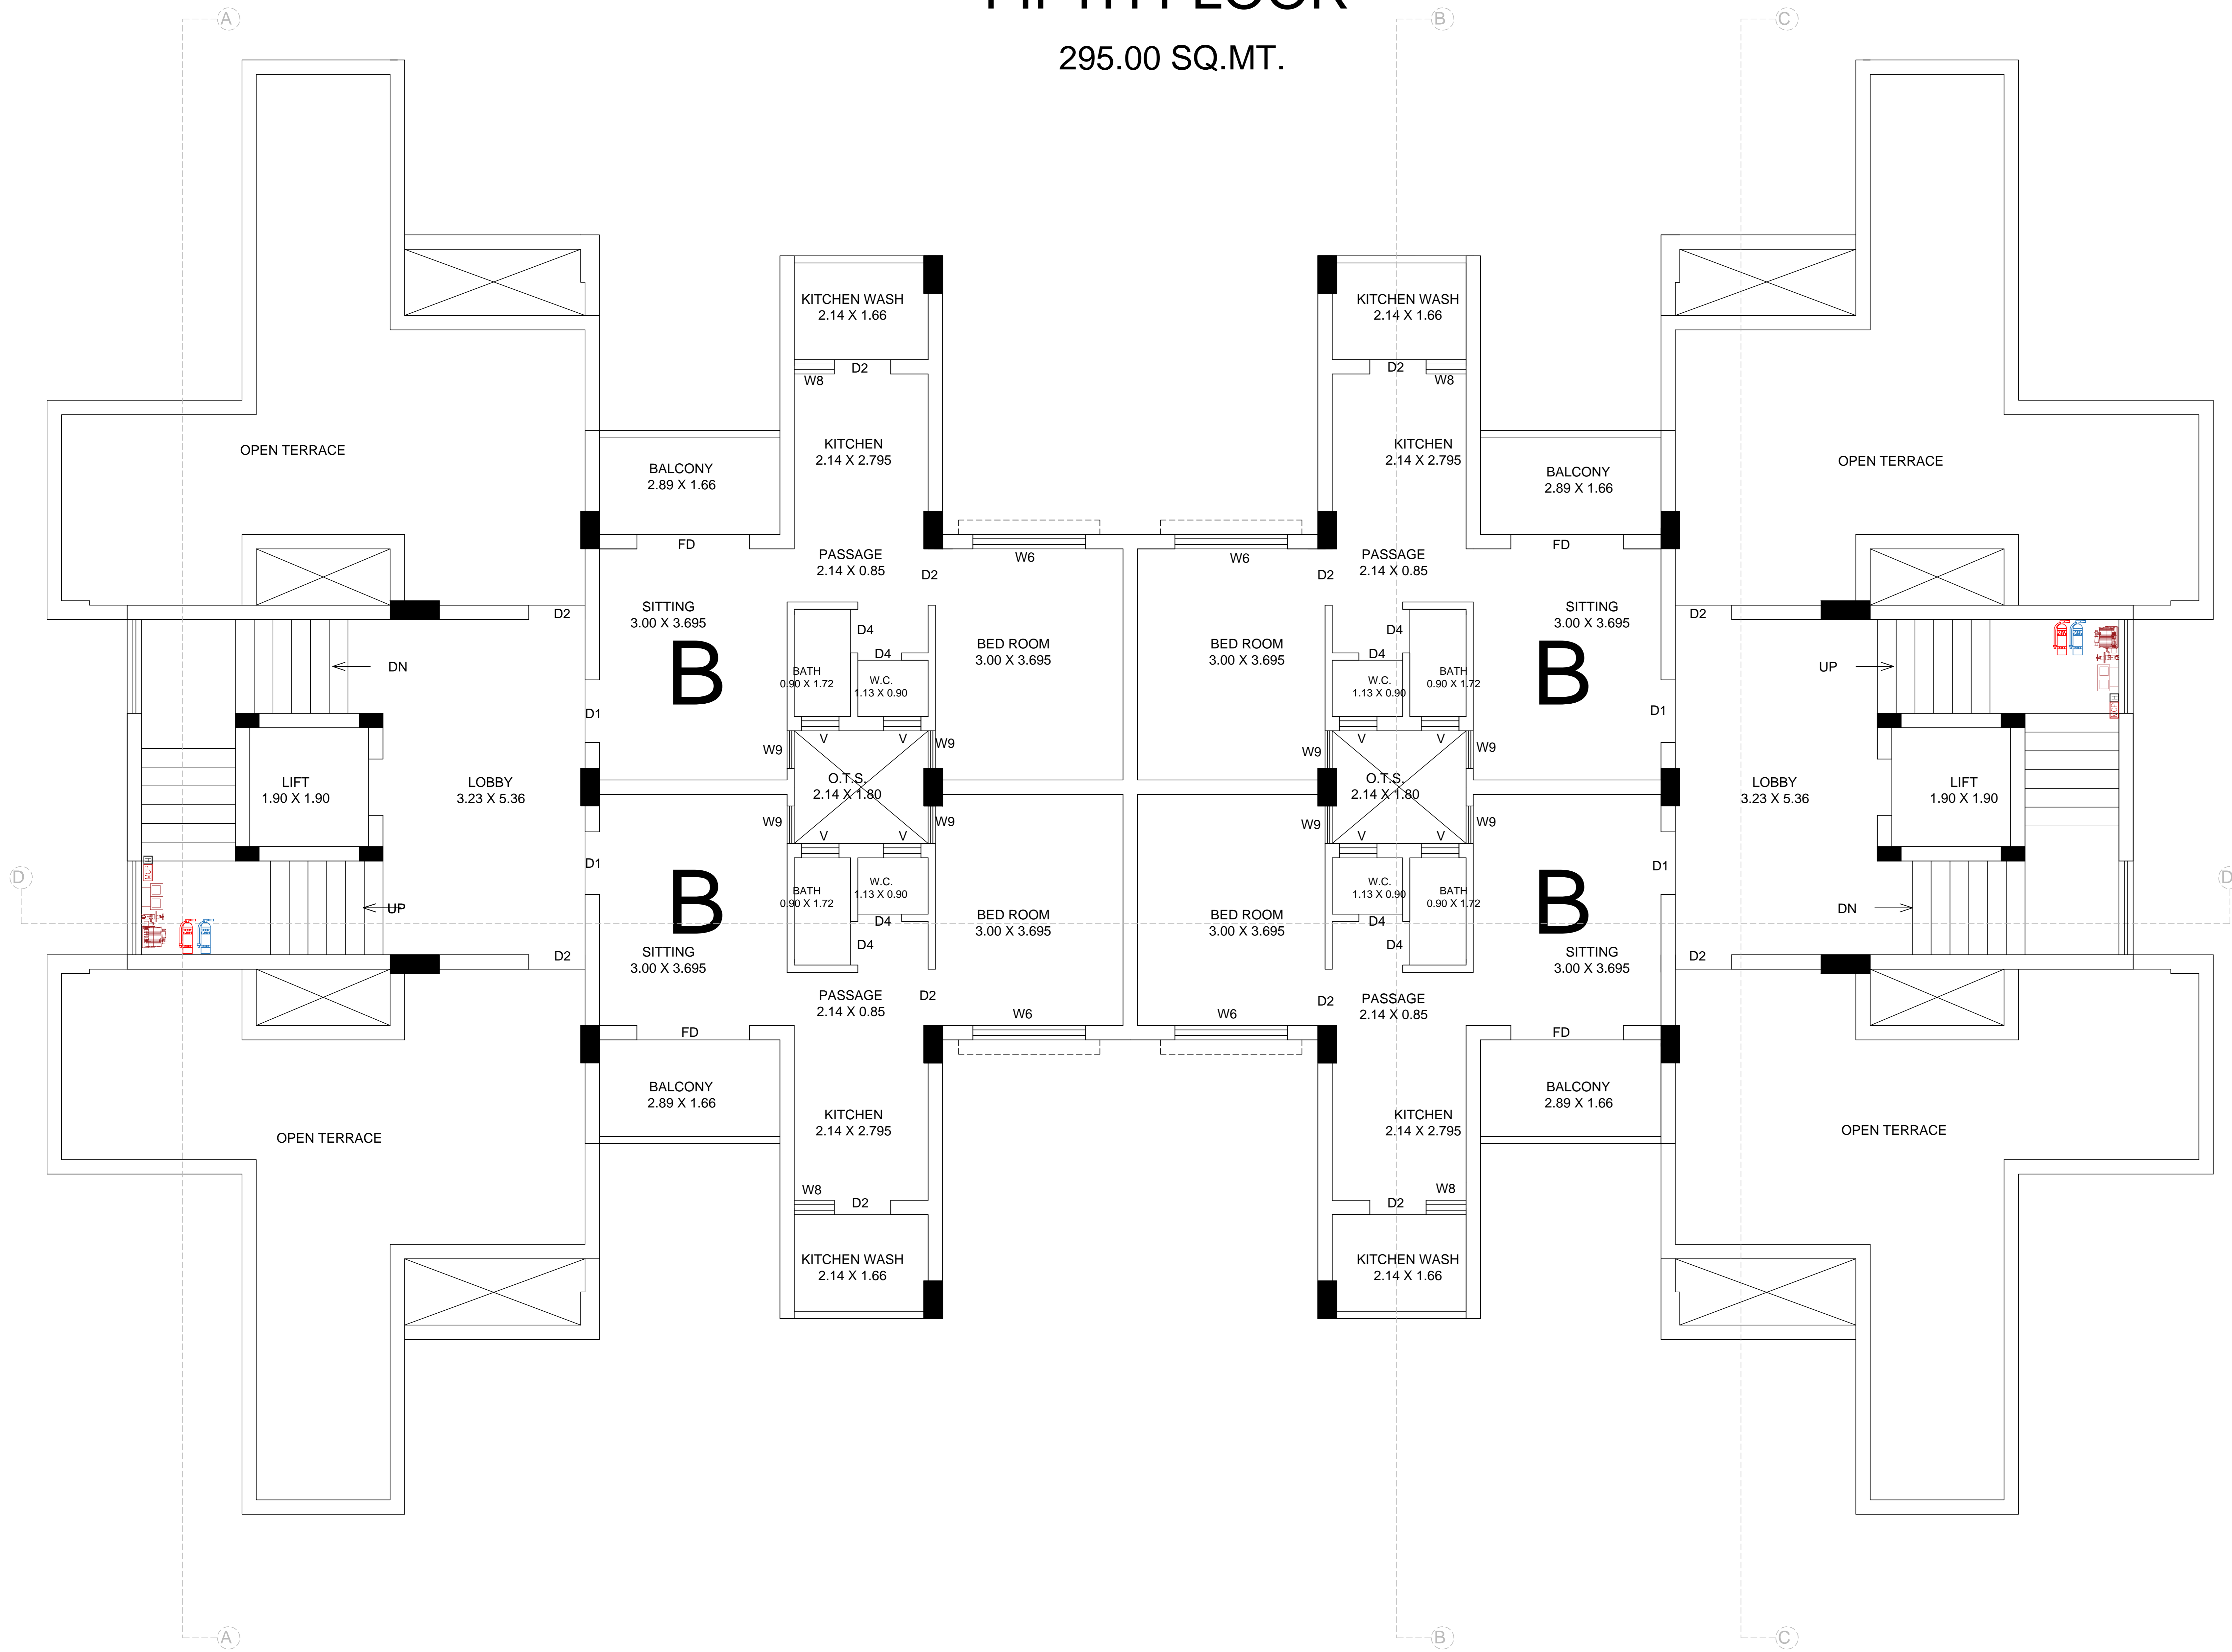 FIFTH FLOOR
295.00 SQ.MT.
A
B
C
KITCHEN WASH
2.14 X 1.66
KITCHEN WASH
2.14 X 1.66
D2
W8
D2
W8
OPEN TERRACE
BALCONY
2.89 X 1.66
KITCHEN
2.14 X 2.795
KITCHEN
2.14 X 2.795
BALCONY
2.89 X 1.66
OPEN TERRACE
FD
PASSAGE
2.14 X 0.85
D2
W6
W6
D2
PASSAGE
2.14 X 0.85
FD
D2
SITTING
3.00 X 3.695
B
D4
D4
BATH
0.90 X 1.72
W.C.
1.13 X 0.90
BED ROOM
3.00 X 3.695
BED ROOM
3.00 X 3.695
D4
D4
W.C.
1.13 X 0.90
BATH
0.90 X 1.72
SITTING
3.00 X 3.695
B
D2
DN
UP
D1
D1
W9
V
V
W9
W9
V
V
W9
LIFT
1.90 X 1.90
LOBBY
3.23 X 5.36
O.T.S.
2.14 X 1.80
O.T.S.
2.14 X 1.80
LOBBY
3.23 X 5.36
LIFT
1.90 X 1.90
W9
V
V
W9
W9
V
V
W9
D1
D1
D
D
BATH
0.90 X 1.72
W.C.
1.13 X 0.90
W.C.
1.13 X 0.90
BATH
0.90 X 1.72
UP
B
D4
D4
BED ROOM
3.00 X 3.695
BED ROOM
3.00 X 3.695
D4
D4
B
DN
D2
SITTING
3.00 X 3.695
SITTING
3.00 X 3.695
D2
PASSAGE
2.14 X 0.85
D2
D2
PASSAGE
2.14 X 0.85
FD
W6
W6
FD
BALCONY
2.89 X 1.66
KITCHEN
2.14 X 2.795
KITCHEN
2.14 X 2.795
BALCONY
2.89 X 1.66
OPEN TERRACE
OPEN TERRACE
W8
D2
D2
W8
KITCHEN WASH
2.14 X 1.66
KITCHEN WASH
2.14 X 1.66
A
B
C